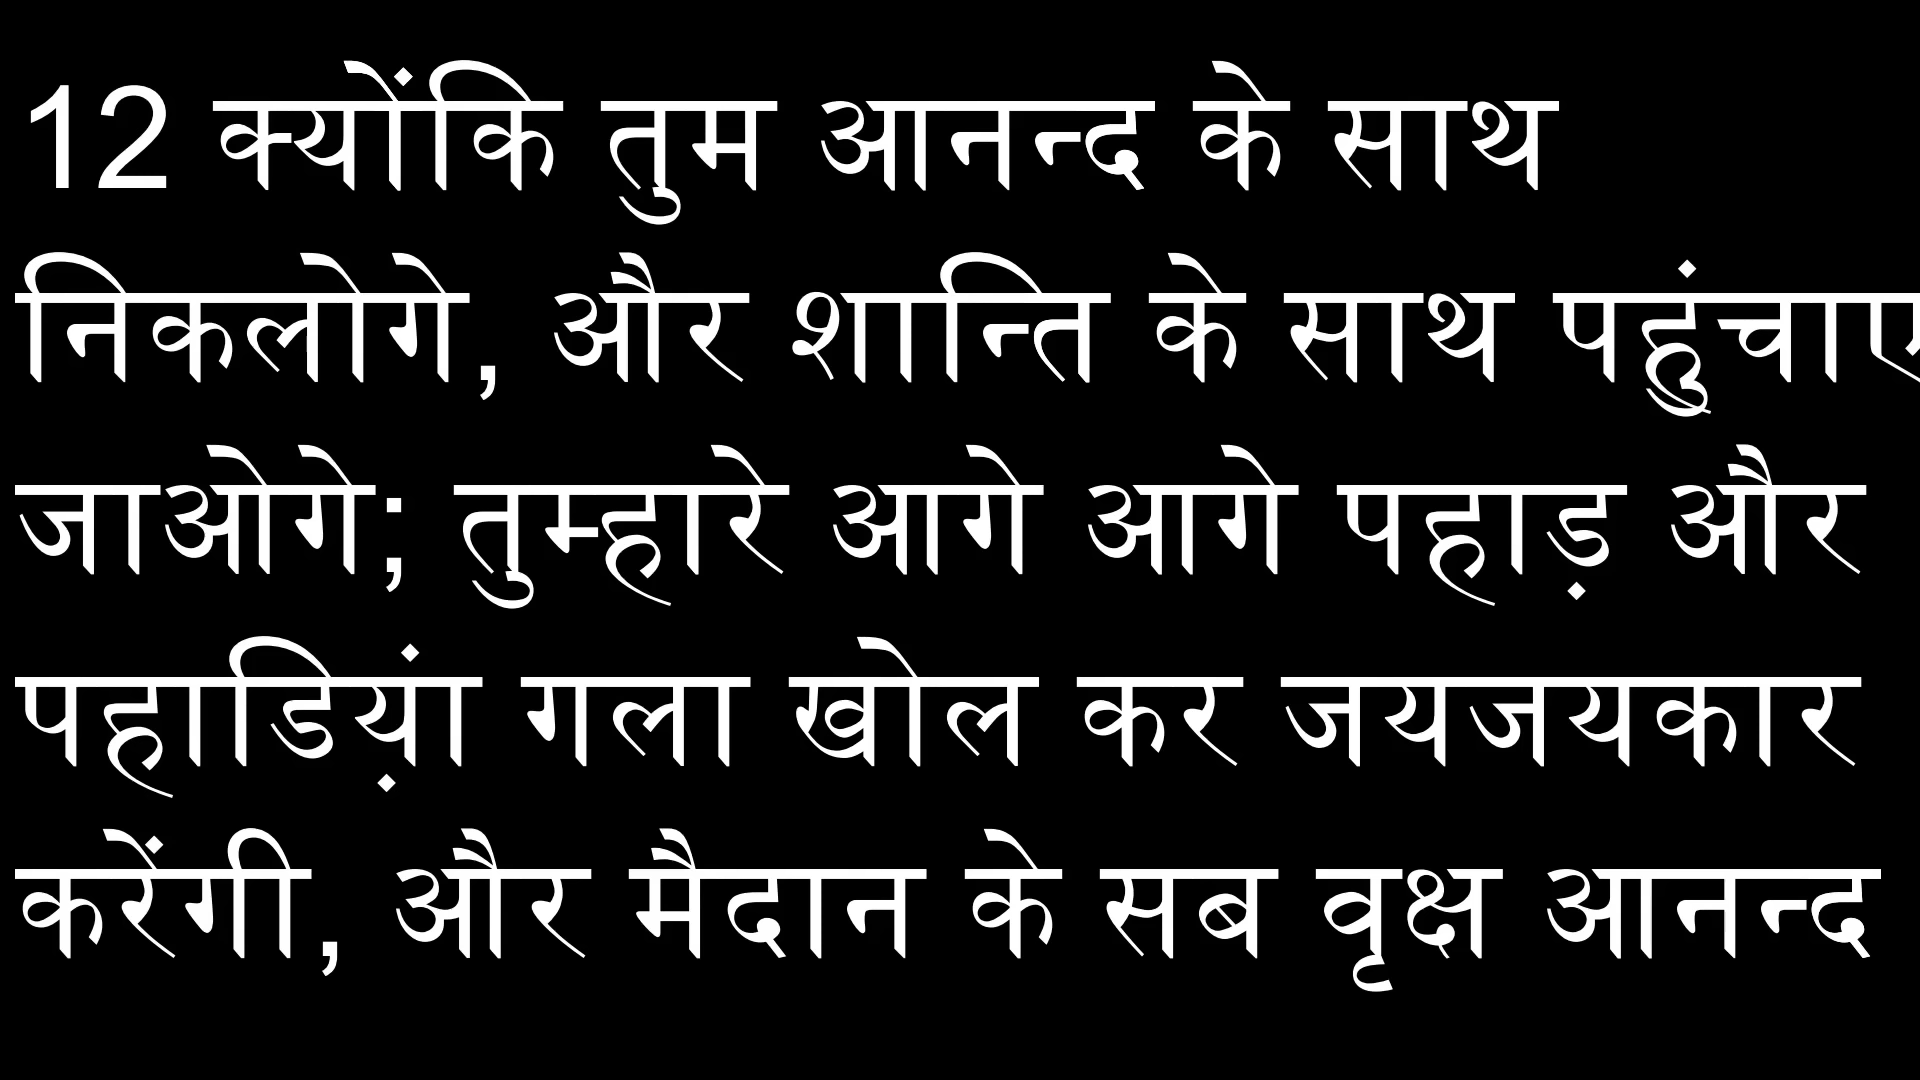 12 क्योंकि तुम आनन्द के साथ
निकलोगे, और शान्ति के साथ पहुंचाए
जाओगे; तुम्हारे आगे आगे पहाड़ और
पहाडिय़ां गला खोल कर जयजयकार
करेंगी, और मैदान के सब वृक्ष आनन्द